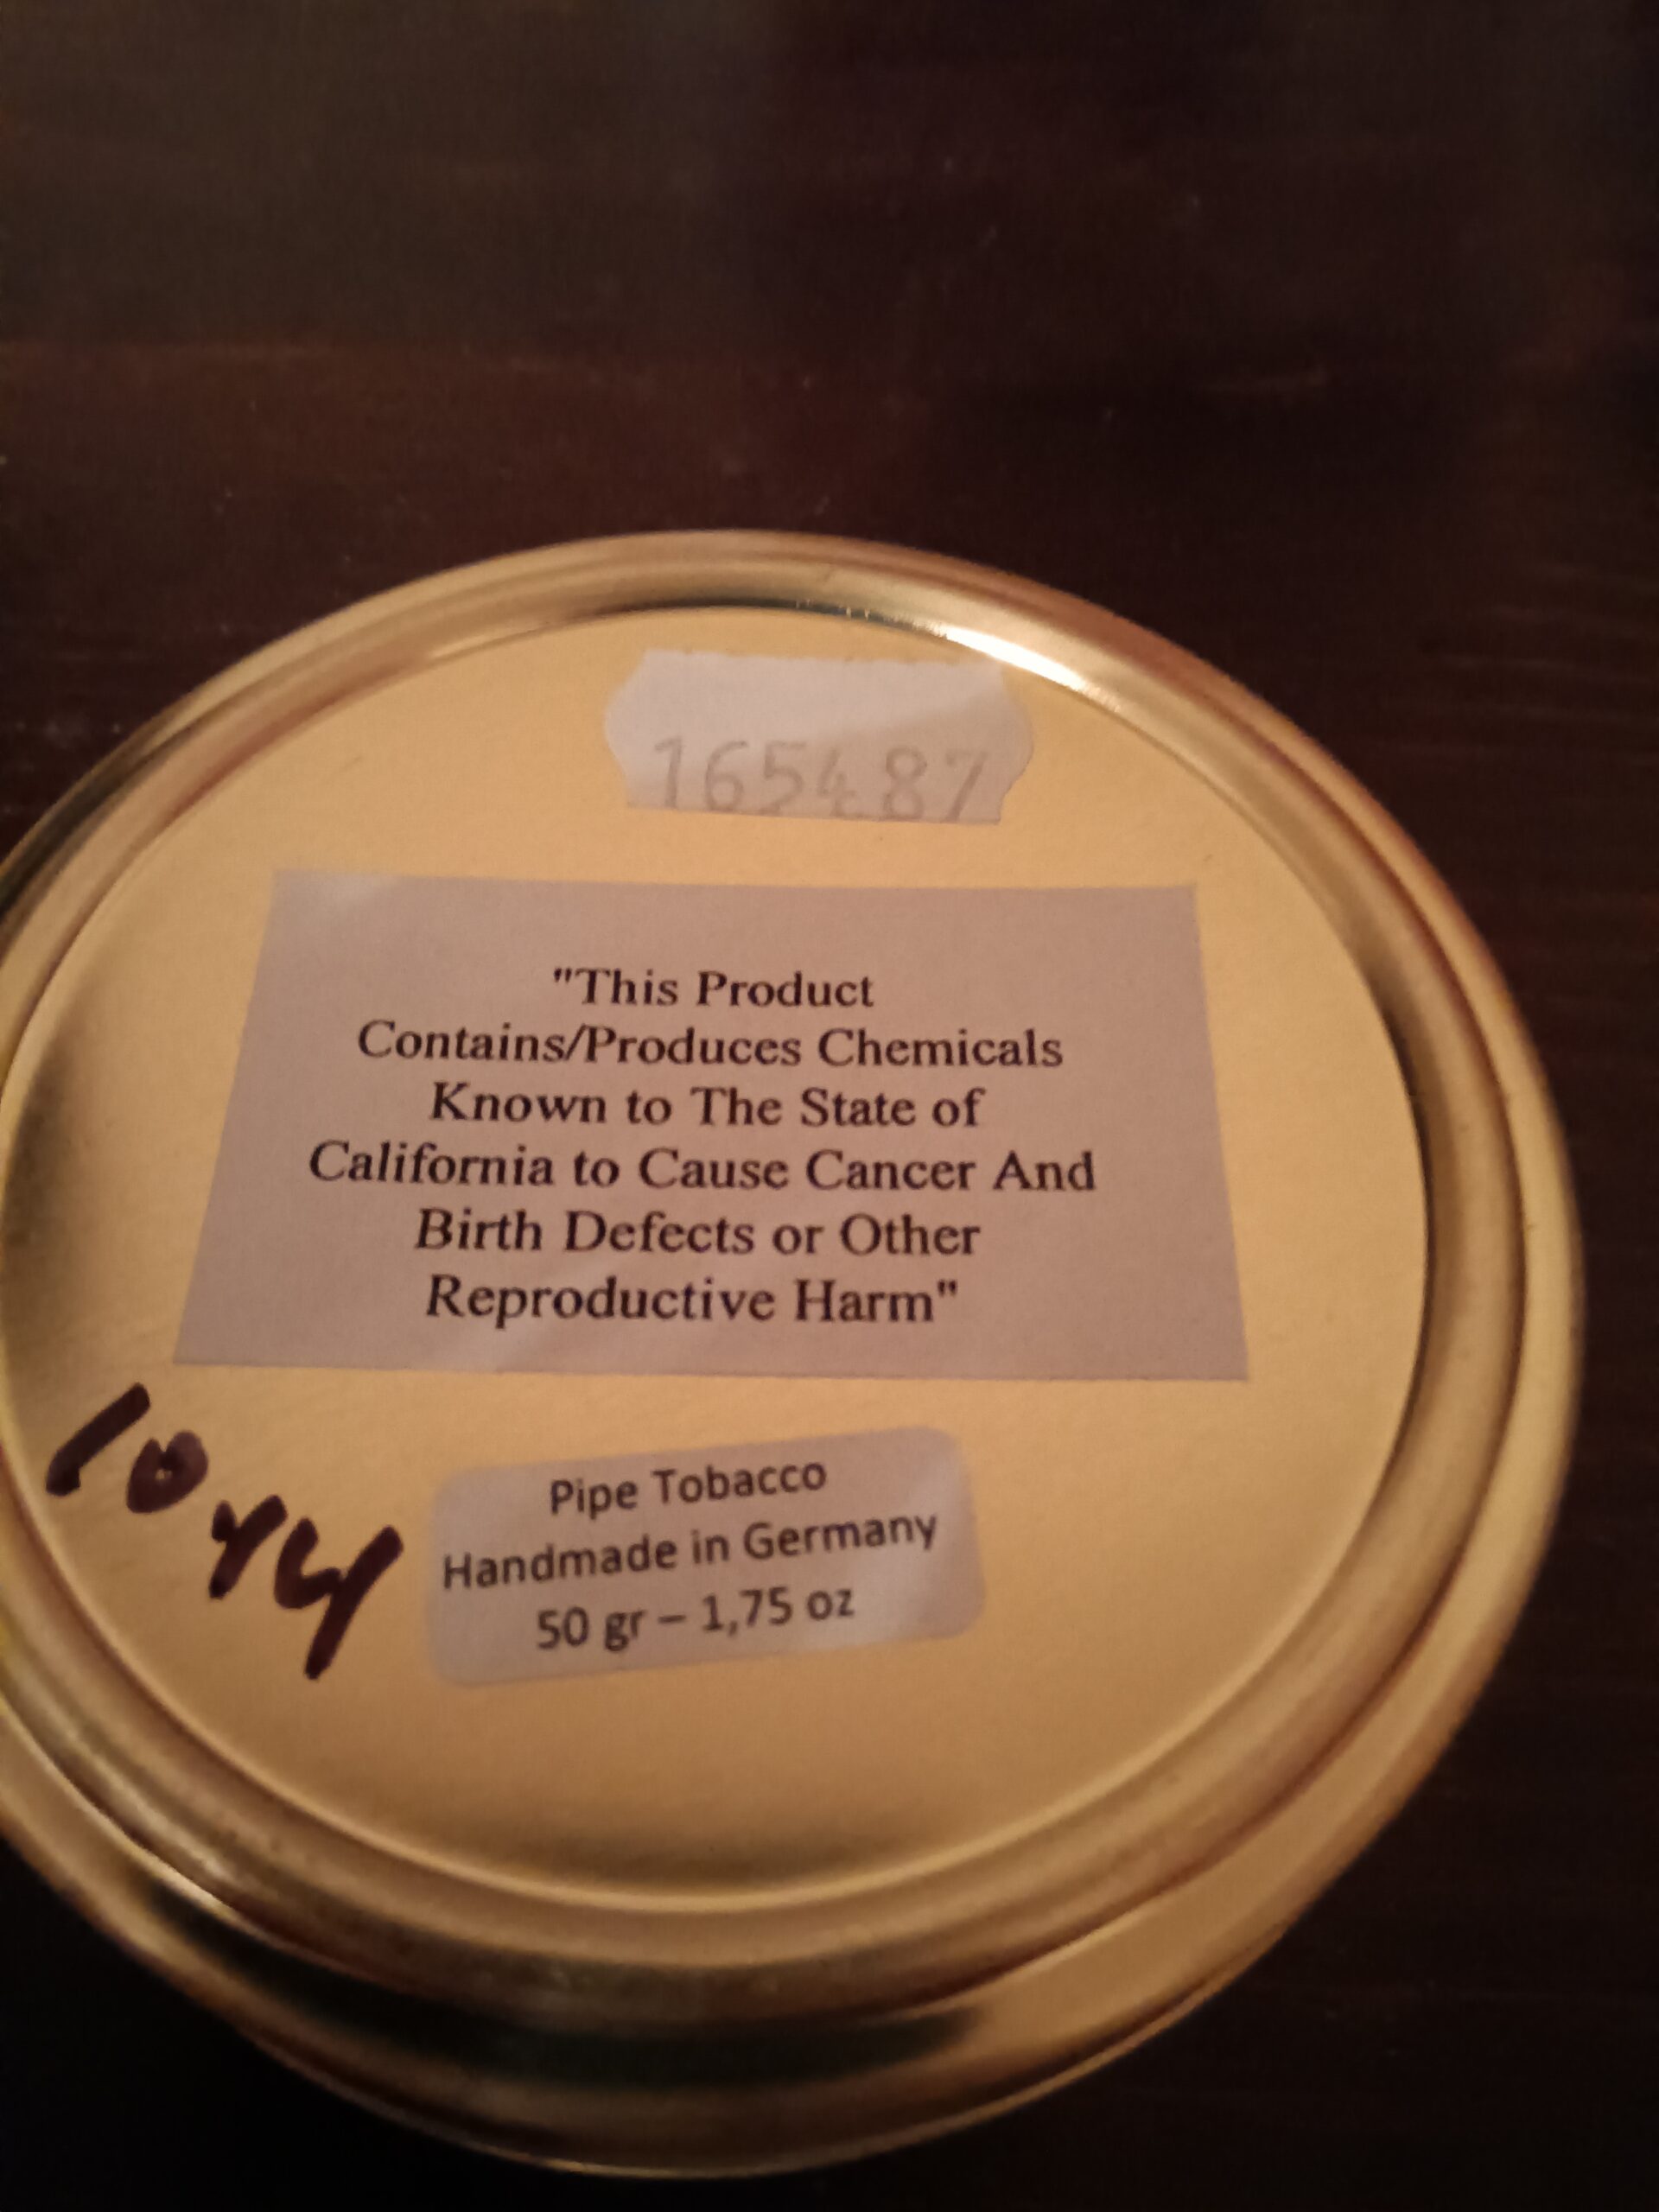 165487
"This Product
Contains/Produces Chemicals
Known to The State of
California to Cause Cancer And
Birth Defects or Other
Reproductive Harm"
Pipe Tobacco
Handmade in Germany
50 gr – 1,75 oz